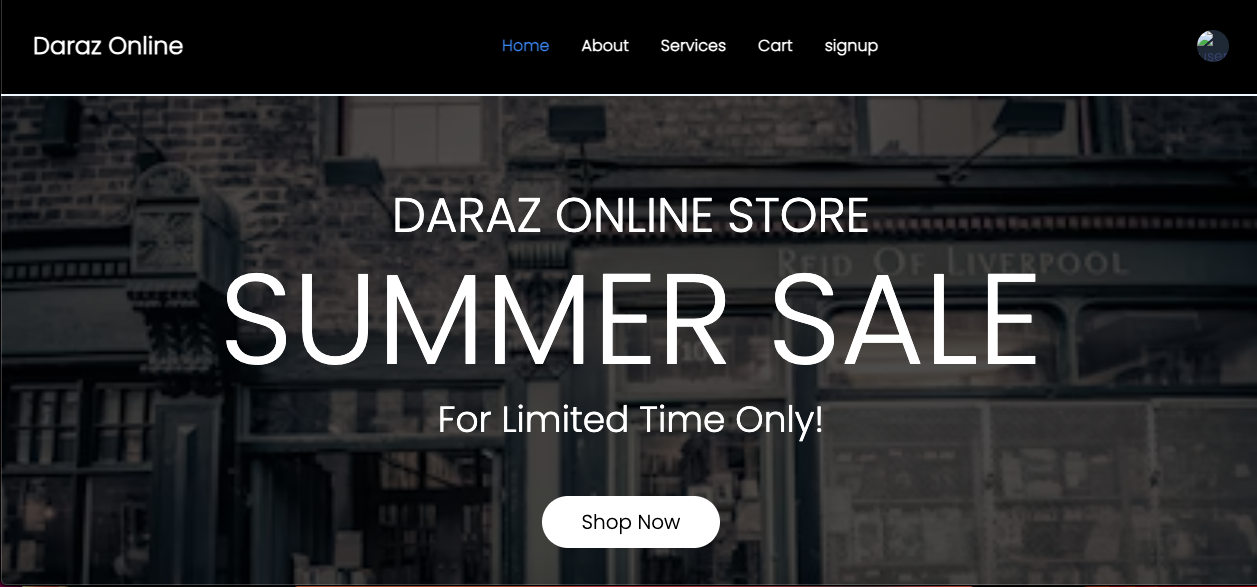 Daraz Online
Home About Services Cart signup
user
DARAZ ONLINE STORE
REID OF LIVERPOOL
SUMMER SALE
For Limited Time Only!
Shop Now